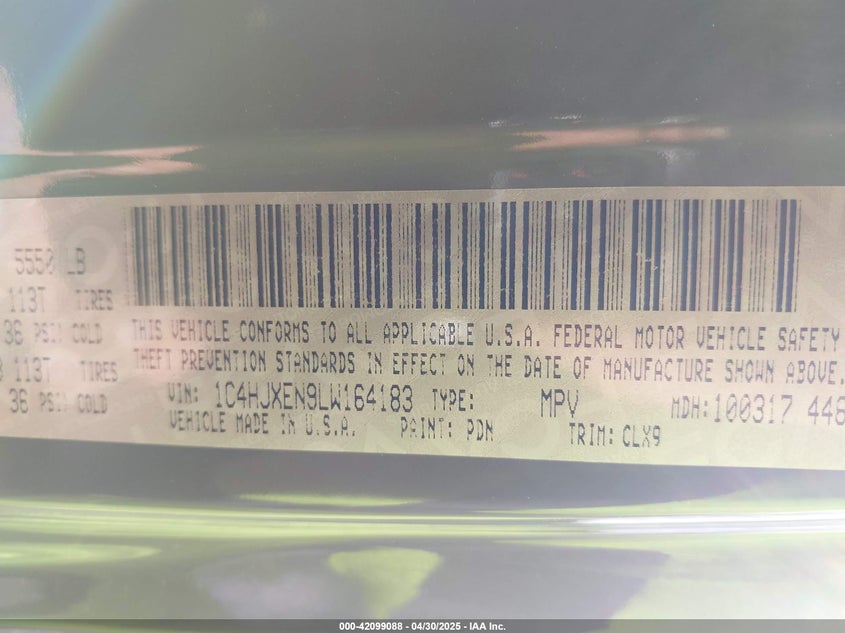 5550 LB
113T TIRES
36 PSI/ COLD
113T TIRES
36 PSI/ COLD
THIS VEHICLE CONFORMS TO ALL APPLICABLE U.S.A. FEDERAL MOTOR VEHICLE SAFETY
THEFT PREVENTION STANDARDS IN EFFECT ON THE DATE OF MANUFACTURE SHOWN ABOVE.
VIN: 1C4HJXEN9LW164183 TYPE: MPV MDH: 100317 446
VEHICLE MADE IN U.S.A. PAINT: PDN TRIM: CLX9
000-42099088 - 04/30/2025 - IAA Inc.